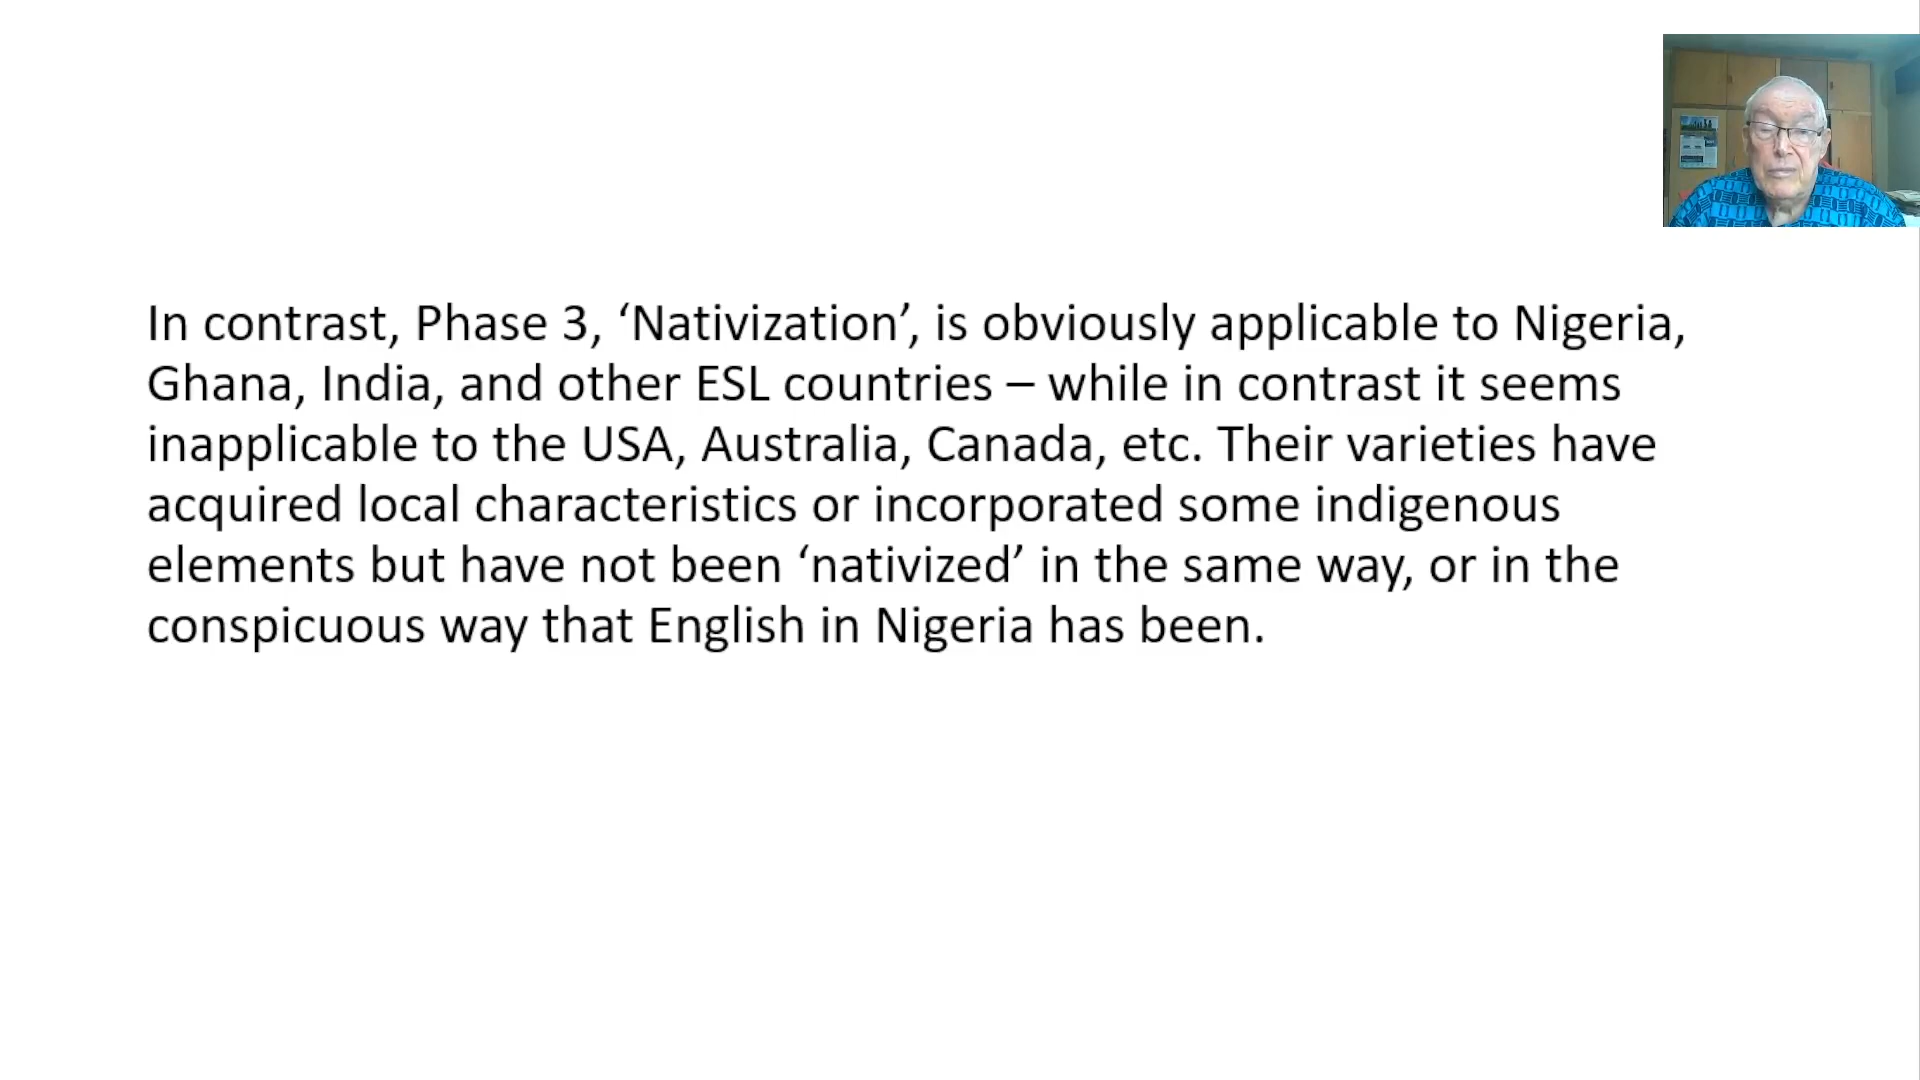 In contrast, Phase 3, ‘Nativization’, is obviously applicable to Nigeria,
Ghana, India, and other ESL countries – while in contrast it seems
inapplicable to the USA, Australia, Canada, etc. Their varieties have
acquired local characteristics or incorporated some indigenous
elements but have not been ‘nativized’ in the same way, or in the
conspicuous way that English in Nigeria has been.